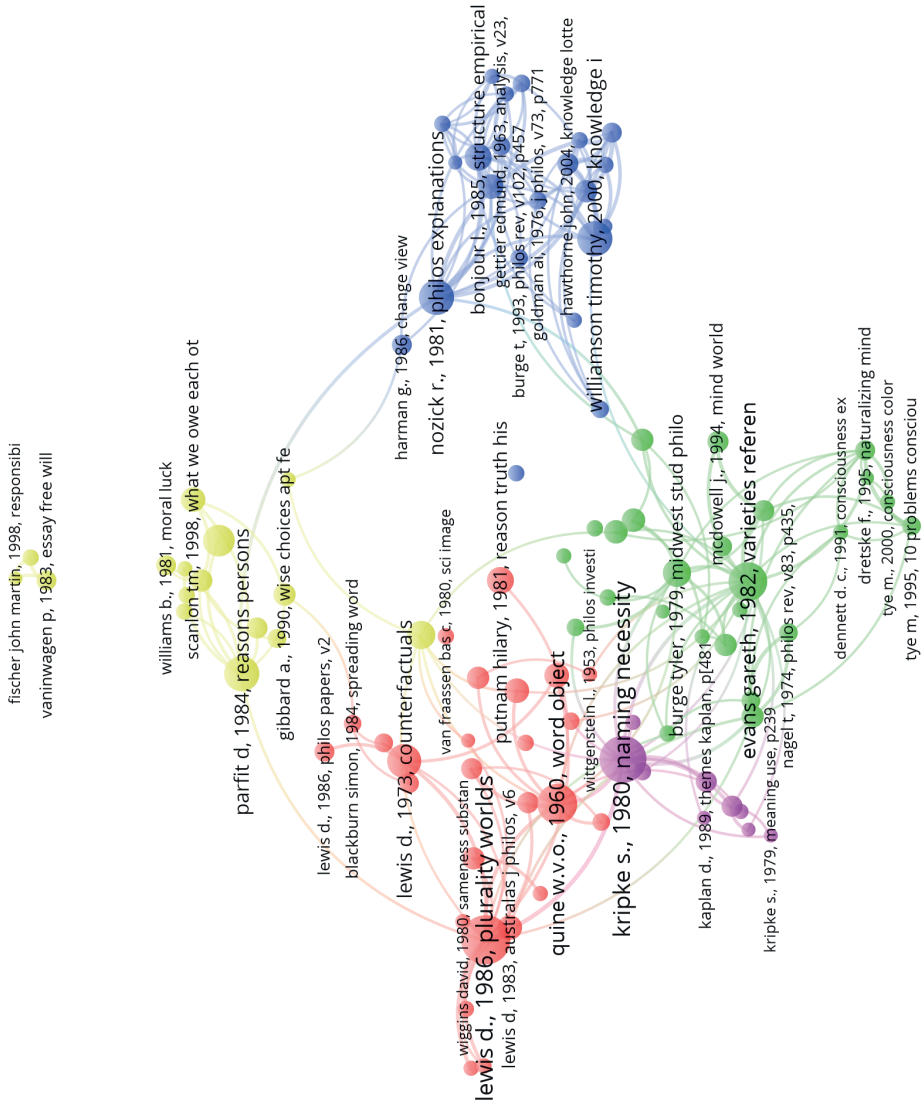 fischer john martin, 1998, responsibi
vaninwagen p, 1983, essay free will
williams b., 1981, moral luck
scanlon tm, 1998, what we owe each ot
parfit d, 1984, reasons persons
gibbard a., 1990, wise choices apt fe
lewis d., 1986, philos papers, v2
blackburn simon, 1984, spreading word
harman g., 1986, change view
lewis d., 1973, counterfactuals
nozick r., 1981, philos explanations
van fraassen bas c, 1980, sci image
wiggins david, 1980, sameness substan
bonjour l., 1985, structure empirical
lewis d., 1986, plurality worlds
gettier edmund, 1963, analysis, v23,
putnam hilary, 1981, reason truth his
lewis d, 1983, australas j philos, v6
burge t, 1993, philos rev, v102, p457
goldman ai, 1976, j philos, v73, p771
quine w.v.o., 1960, word object
hawthorne john, 2004, knowledge lotte
wittgenstein l., 1953, philos investi
williamson timothy, 2000, knowledge i
kripke s., 1980, naming necessity
burge tyler, 1979, midwest stud philo
kaplan d., 1989, themes kaplan, p[481
mcdowell j., 1994, mind world
evans gareth, 1982, varieties referen
kripke s., 1979, meaning use, p239
nagel t, 1974, philos rev, v83, p435,
dennett d. c., 1991, consciousness ex
dretske f., 1995, naturalizing mind
tye m., 2000, consciousness color
tye m, 1995, 10 problems consciou